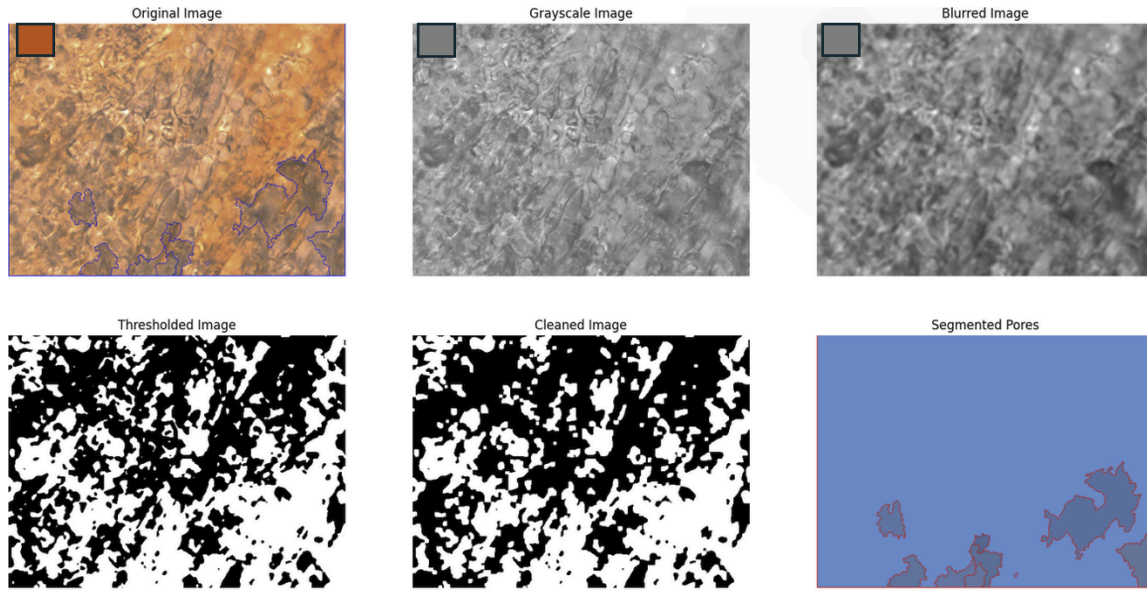 Original Image
Grayscale Image
Blurred Image
Thresholded Image
Cleaned Image
Segmented Pores